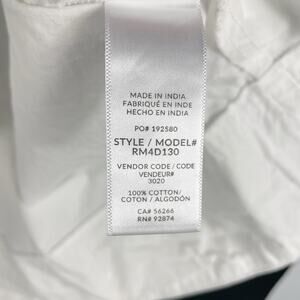 MADE IN INDIA
FABRIQUÉ EN INDE
HECHO EN INDIA
PO# 192580
STYLE / MODEL#
RM4D130
VENDOR CODE / CODE
VENDEUR#
3020
100% COTTON/
COTON / ALGODÓN
CA# 56266
RN# 92874